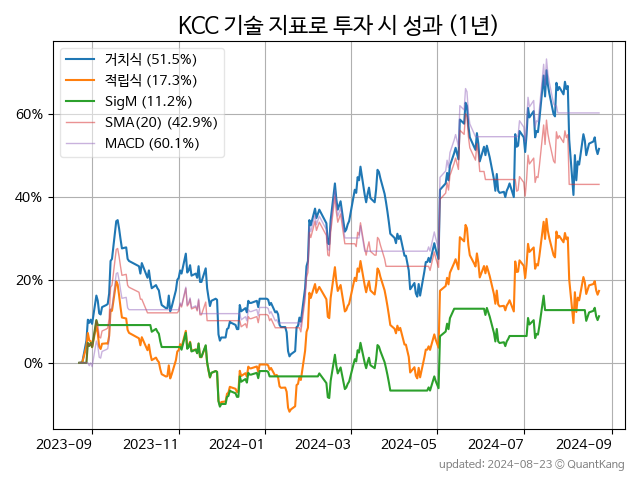 KCC 기술 지표로 투자 시 성과 (1년)
거치식 (51.5%)
적립식 (17.3%)
SigM (11.2%)
SMA(20) (42.9%)
MACD (60.1%)
60%
40%
20%
0%
2023-09 2023-11 2024-01 2024-03 2024-05 2024-07 2024-09
updated: 2024-08-23 © QuantKang